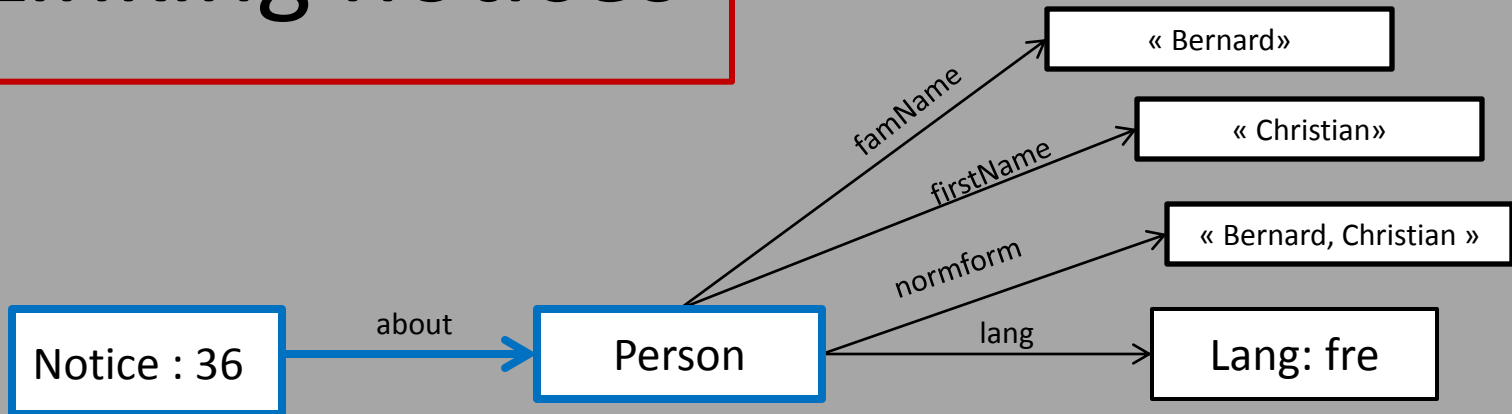 « Bernard»
famName
« Christian»
firstName
« Bernard, Christian »
normform
about
lang
Notice : 36
Person
Lang: fre